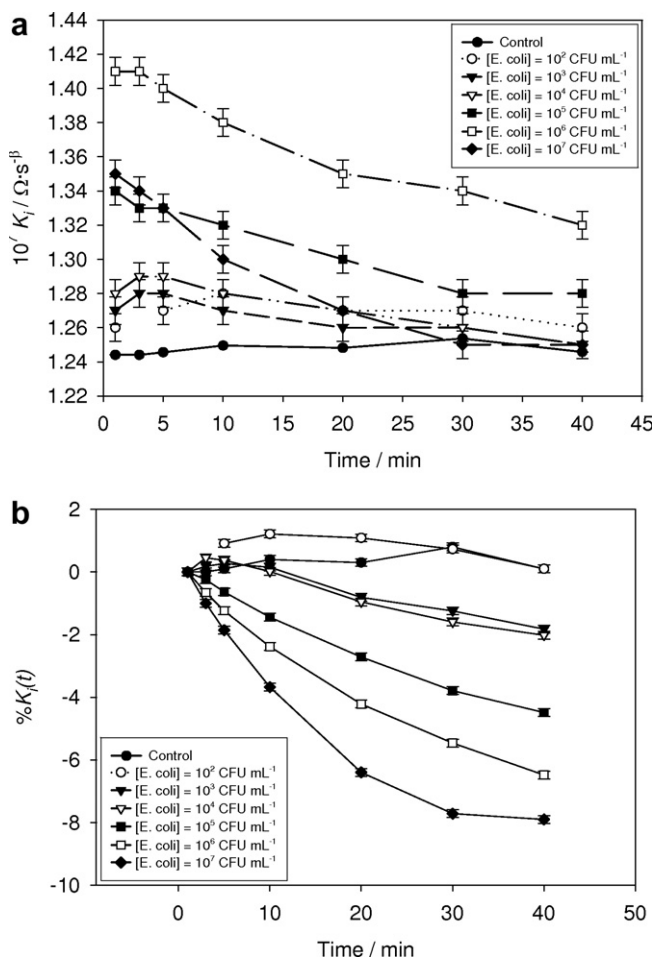 a
1.44
1.42
1.40
1.38
1.36
1.34
1.32
1.30
1.28
1.26
1.24
1.22
10⁷ Kᵢ / Ω·s⁻ᵝ
0 5 10 15 20 25 30 35 40 45
Time / min
Control
[E. coli] = 10² CFU mL⁻¹
[E. coli] = 10³ CFU mL⁻¹
[E. coli] = 10⁴ CFU mL⁻¹
[E. coli] = 10⁵ CFU mL⁻¹
[E. coli] = 10⁶ CFU mL⁻¹
[E. coli] = 10⁷ CFU mL⁻¹
b
2
0
-2
-4
-6
-8
-10
%Kᵢ(t)
Control
[E. coli] = 10² CFU mL⁻¹
[E. coli] = 10³ CFU mL⁻¹
[E. coli] = 10⁴ CFU mL⁻¹
[E. coli] = 10⁵ CFU mL⁻¹
[E. coli] = 10⁶ CFU mL⁻¹
[E. coli] = 10⁷ CFU mL⁻¹
0 10 20 30 40 50
Time / min